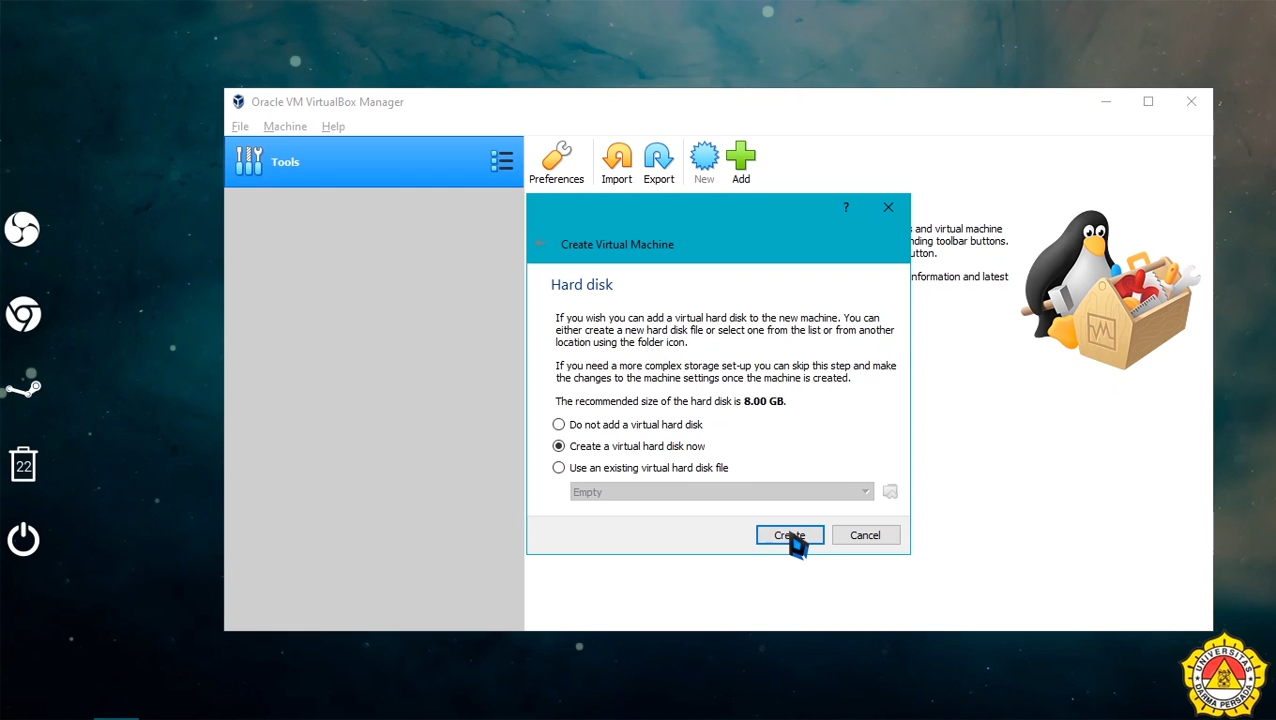 Oracle VM VirtualBox Manager
File Machine Help
Tools
Preferences
Import
Export
New
Add
s and virtual machine
nding toolbar buttons.
utton.
nformation and latest
?
Create Virtual Machine
Hard disk
If you wish you can add a virtual hard disk to the new machine. You can
either create a new hard disk file or select one from the list or from another
location using the folder icon.
If you need a more complex storage set-up you can skip this step and make
the changes to the machine settings once the machine is created.
The recommended size of the hard disk is 8.00 GB.
Do not add a virtual hard disk
Create a virtual hard disk now
Use an existing virtual hard disk file
Empty
Create
Cancel
22
UNIVERSITAS
DARMA PERSADA